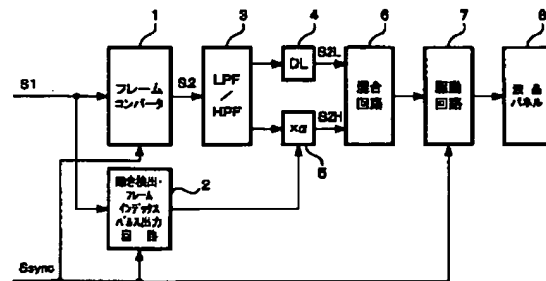 1
3
4
6
7
8
S1
フレーム
コンバータ
S2
LPF
/
HPF
DL
S2L
混合
回路
駆動
回路
液晶
パネル
×α
S2H
5
2
フレーム
インデックス
パルス出力
回路
Ssync